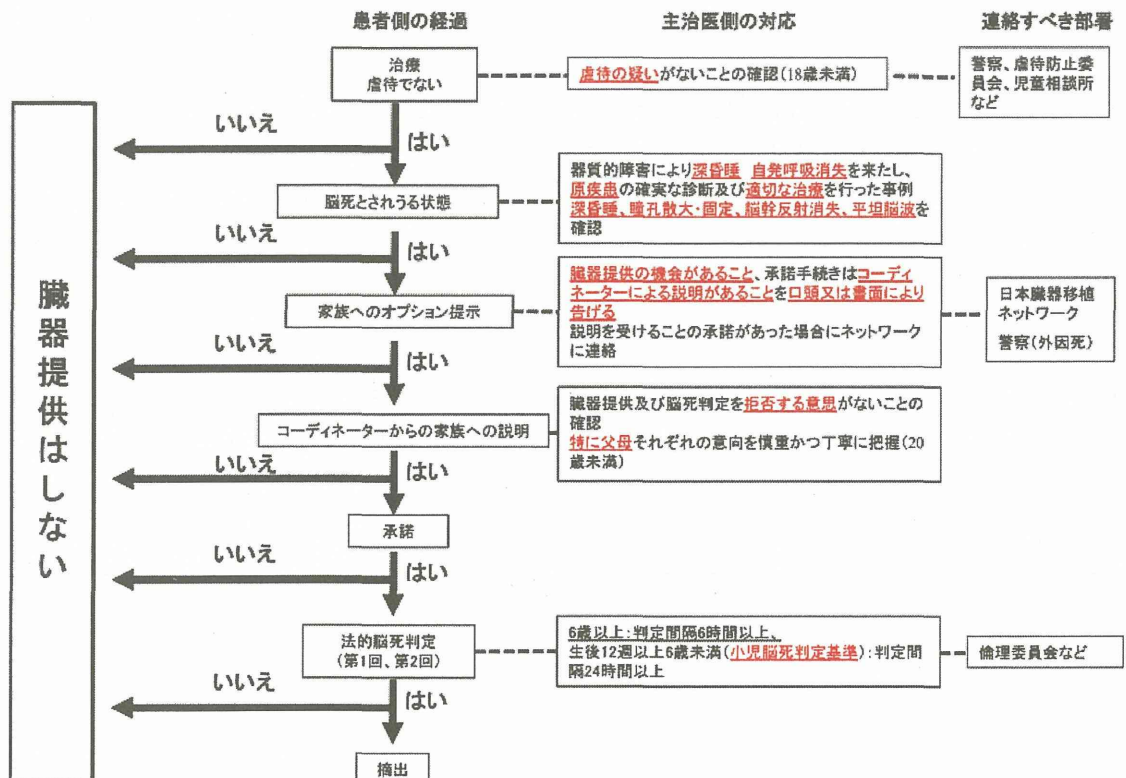 患者側の経過
主治医側の対応
連絡すべき部署
治療
虐待でない
虐待の疑いがないことの確認(18歳未満)
警察、虐待防止委
員会、児童相談所
など
いいえ
はい
脳死とされうる状態
器質的障害により深昏睡 自発呼吸消失を来たし、
原疾患の確実な診断及び適切な治療を行った事例
深昏睡、瞳孔散大・固定、脳幹反射消失、平坦脳波を
確認
いいえ
はい
家族へのオプション提示
臓器提供の機会があること、承諾手続きはコーディ
ネーターによる説明があることを口頭又は書面により
告げる
説明を受けることの承諾があった場合にネットワーク
に連絡
日本臓器移植
ネットワーク
警察(外因死)
いいえ
はい
コーディネーターからの家族への説明
臓器提供及び脳死判定を拒否する意思がないことの
確認
特に父母それぞれの意向を慎重かつ丁寧に把握(20
歳未満)
いいえ
はい
承諾
いいえ
はい
法的脳死判定
(第1回、第2回)
6歳以上:判定間隔6時間以上、
生後12週以上6歳未満(小児脳死判定基準):判定間
隔24時間以上
倫理委員会など
いいえ
はい
摘出
臓器提供はしない